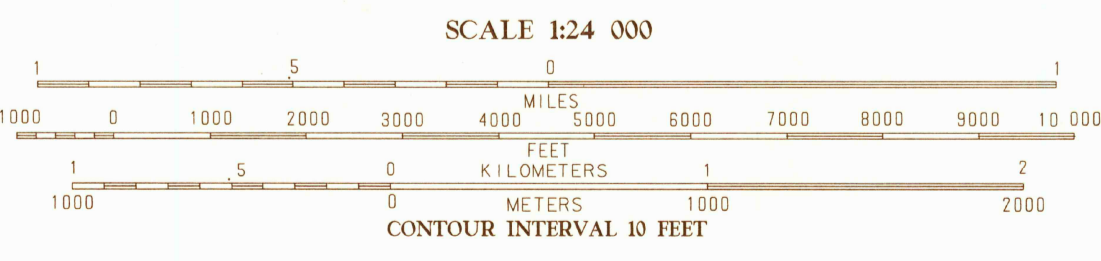 SCALE 1:24 000
1 .5 0 1
MILES
1000 0 1000 2000 3000 4000 5000 6000 7000 8000 9000 10 000
FEET
1 .5 0 KILOMETERS 1 2
1000 0 METERS 1000 2000
CONTOUR INTERVAL 10 FEET